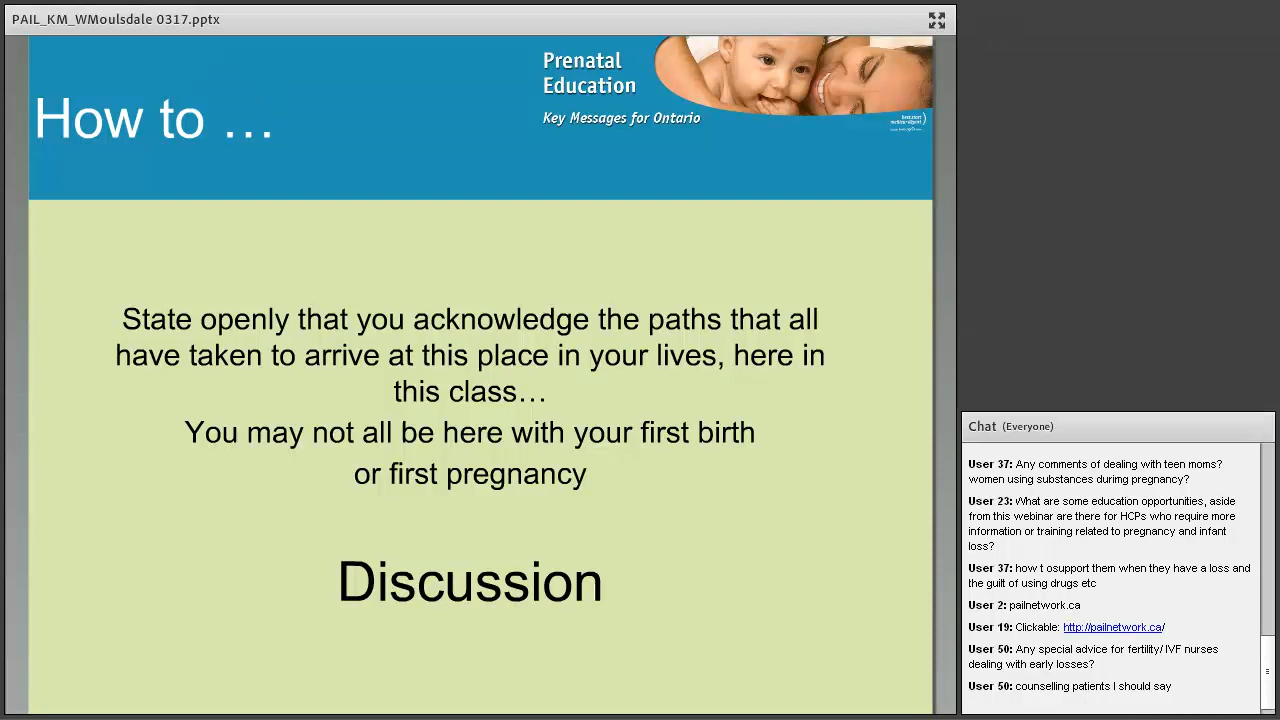 PAIL_KM_WMoulsdale 0317.pptx
Prenatal
Education
Key Messages for Ontario
How to …
State openly that you acknowledge the paths that all
have taken to arrive at this place in your lives, here in
this class…
You may not all be here with your first birth
or first pregnancy
Discussion
Chat (Everyone)
User 37: Any comments of dealing with teen moms?
women using substances during pregnancy?
User 23: What are some education opportunities, aside
from this webinar are there for HCPs who require more
information or training related to pregnancy and infant
loss?
User 37: how t osupport them when they have a loss and
the guilt of using drugs etc
User 2: pailnetwork.ca
User 19: Clickable: http://pailnetwork.ca/
User 50: Any special advice for fertility/ IVF nurses
dealing with early losses?
User 50: counselling patients I should say